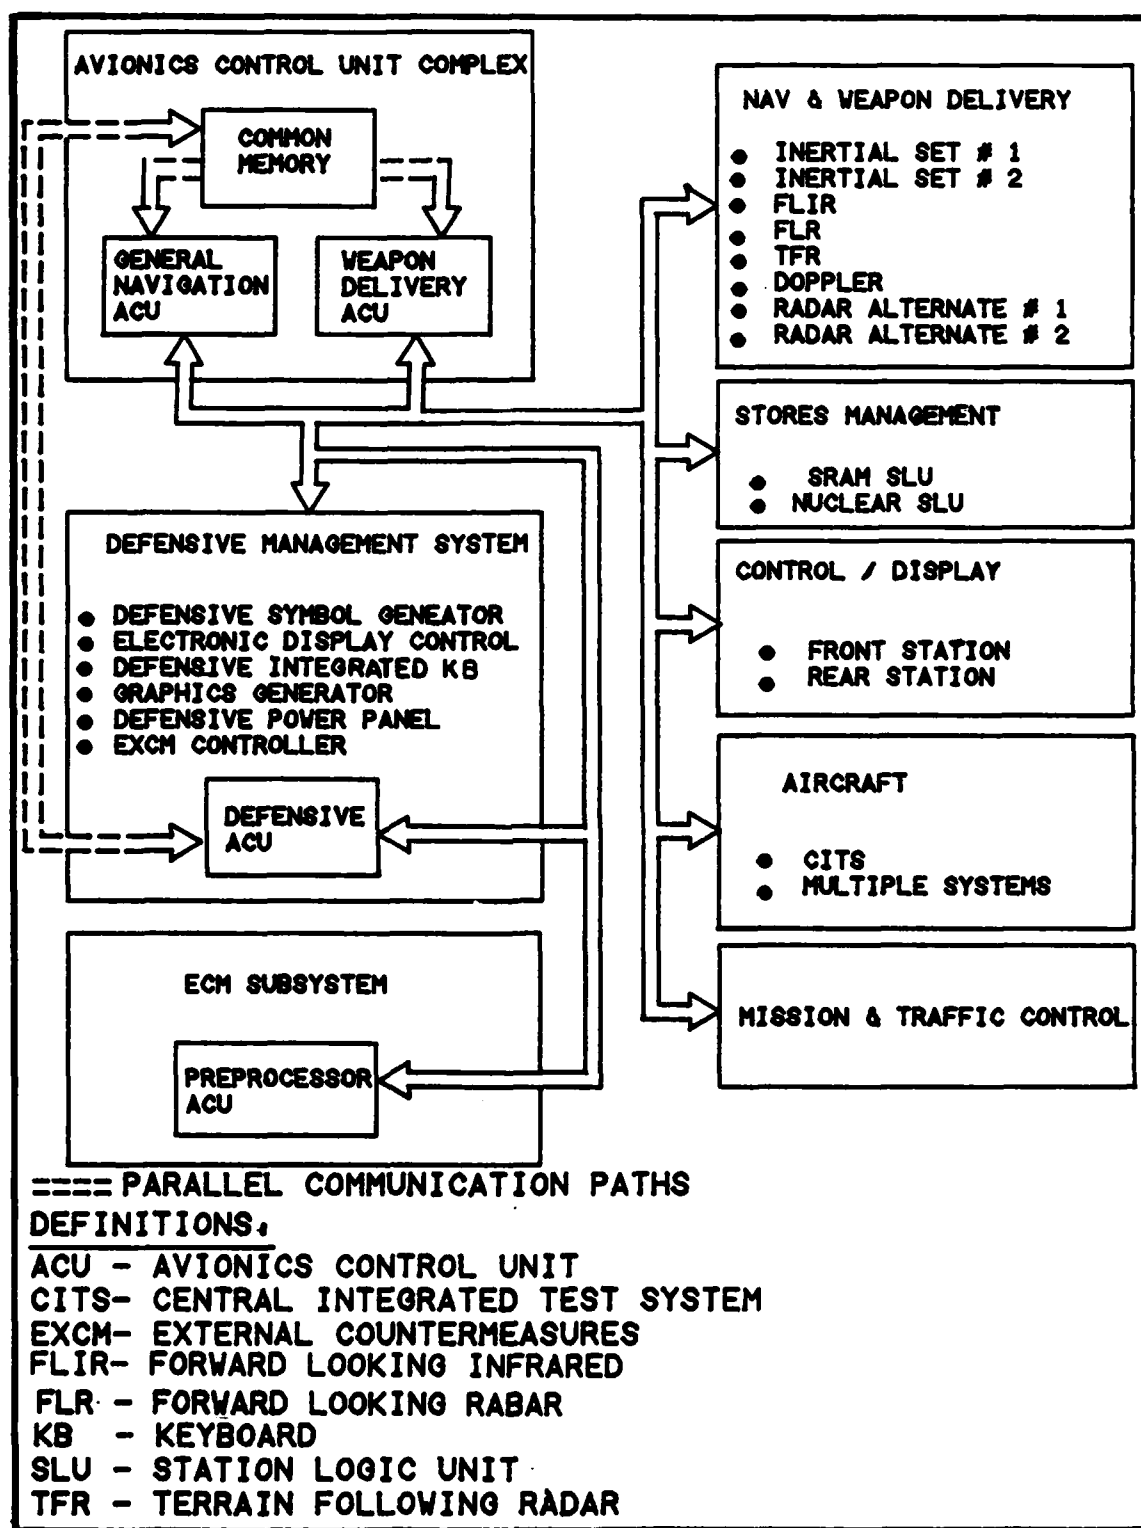 AVIONICS CONTROL UNIT COMPLEX
COMMON
MEMORY
GENERAL
NAVIGATION
ACU
WEAPON
DELIVERY
ACU
DEFENSIVE MANAGEMENT SYSTEM
● DEFENSIVE SYMBOL GENEATOR
● ELECTRONIC DISPLAY CONTROL
● DEFENSIVE INTEGRATED KB
● GRAPHICS GENERATOR
● DEFENSIVE POWER PANEL
● EXCM CONTROLLER
DEFENSIVE
ACU
ECM SUBSYSTEM
PREPROCESSOR
ACU
NAV & WEAPON DELIVERY
● INERTIAL SET # 1
● INERTIAL SET # 2
● FLIR
● FLR
● TFR
● DOPPLER
● RADAR ALTERNATE # 1
● RADAR ALTERNATE # 2
STORES MANAGEMENT
● SRAM SLU
● NUCLEAR SLU
CONTROL / DISPLAY
● FRONT STATION
● REAR STATION
AIRCRAFT
● CITS
● MULTIPLE SYSTEMS
MISSION & TRAFFIC CONTROL
==== PARALLEL COMMUNICATION PATHS
DEFINITIONS:
ACU - AVIONICS CONTROL UNIT
CITS- CENTRAL INTEGRATED TEST SYSTEM
EXCM- EXTERNAL COUNTERMEASURES
FLIR- FORWARD LOOKING INFRARED
FLR - FORWARD LOOKING RABAR
KB - KEYBOARD
SLU - STATION LOGIC UNIT
TFR - TERRAIN FOLLOWING RADAR